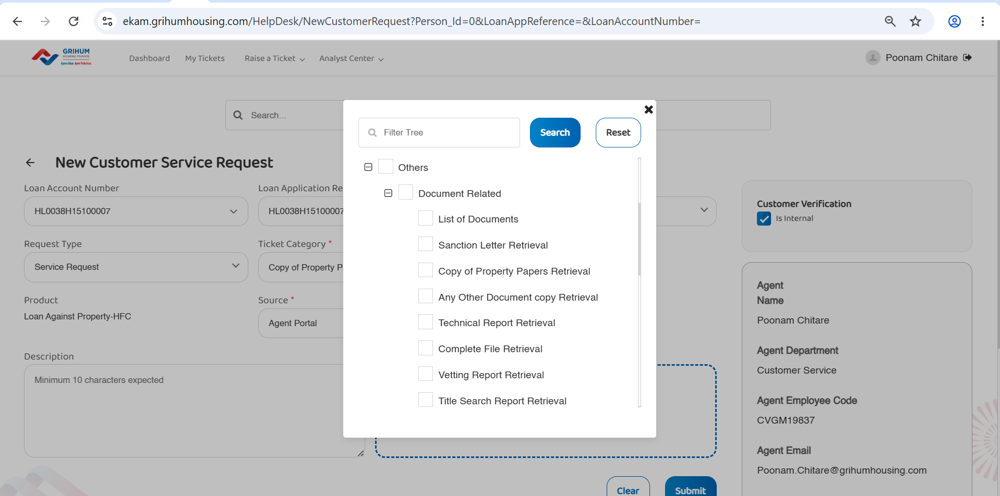 ekam.grihumhousing.com/HelpDesk/NewCustomerRequest?Person_Id=0&LoanAppReference=&LoanAccountNumber=
GRIHUM
HOUSING FINANCE
Apna Ghar. Apni Pehchan.
Dashboard
My Tickets
Raise a Ticket
Analyst Center
Poonam Chitare
Search...
Filter Tree
Search
Reset
Others
Document Related
List of Documents
Sanction Letter Retrieval
Copy of Property Papers Retrieval
Any Other Document copy Retrieval
Technical Report Retrieval
Complete File Retrieval
Vetting Report Retrieval
Title Search Report Retrieval
New Customer Service Request
Loan Account Number
HL0038H15100007
Loan Application Re
HL0038H15100007
Request Type
Service Request
Ticket Category *
Copy of Property P
Product
Loan Against Property-HFC
Source *
Agent Portal
Description
Minimum 10 characters expected
Clear
Submit
Customer Verification
Is Internal
Agent
Name
Poonam Chitare
Agent Department
Customer Service
Agent Employee Code
CVGM19837
Agent Email
Poonam.Chitare@grihumhousing.com